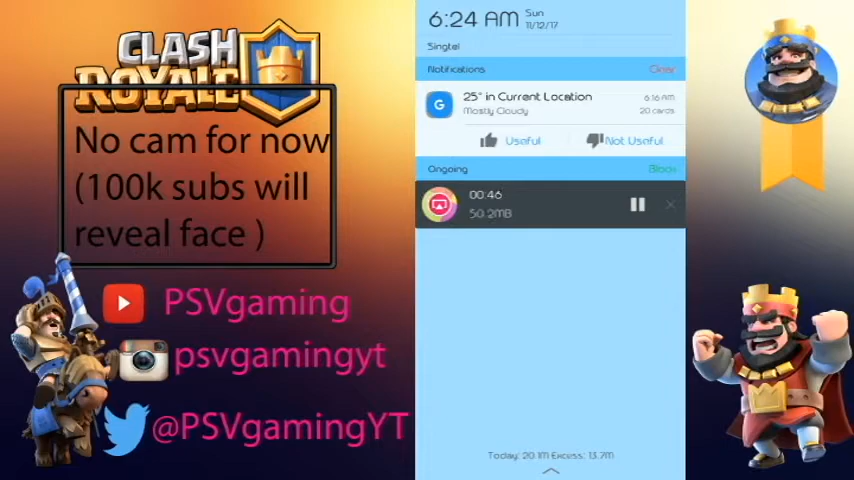 CLASH
ROYALE
No cam for now
(100k subs will
reveal face )
PSVgaming
psvgamingyt
@PSVgamingYT
6:24 AM Sun
11/12/17
Singtel
Notifications Clear
25° in Current Location 6:16 AM
Mostly Cloudy 20 cards
Useful Not Useful
Ongoing Block
00:46
50.2MB
Today: 20.1M Excess: 13.7M
G